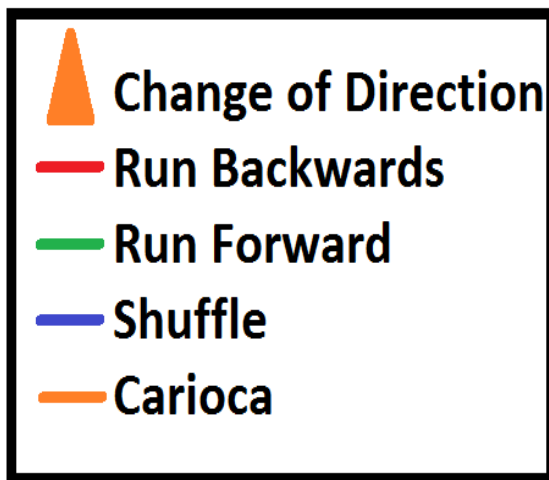 Change of Direction
Run Backwards
Run Forward
Shuffle
Carioca